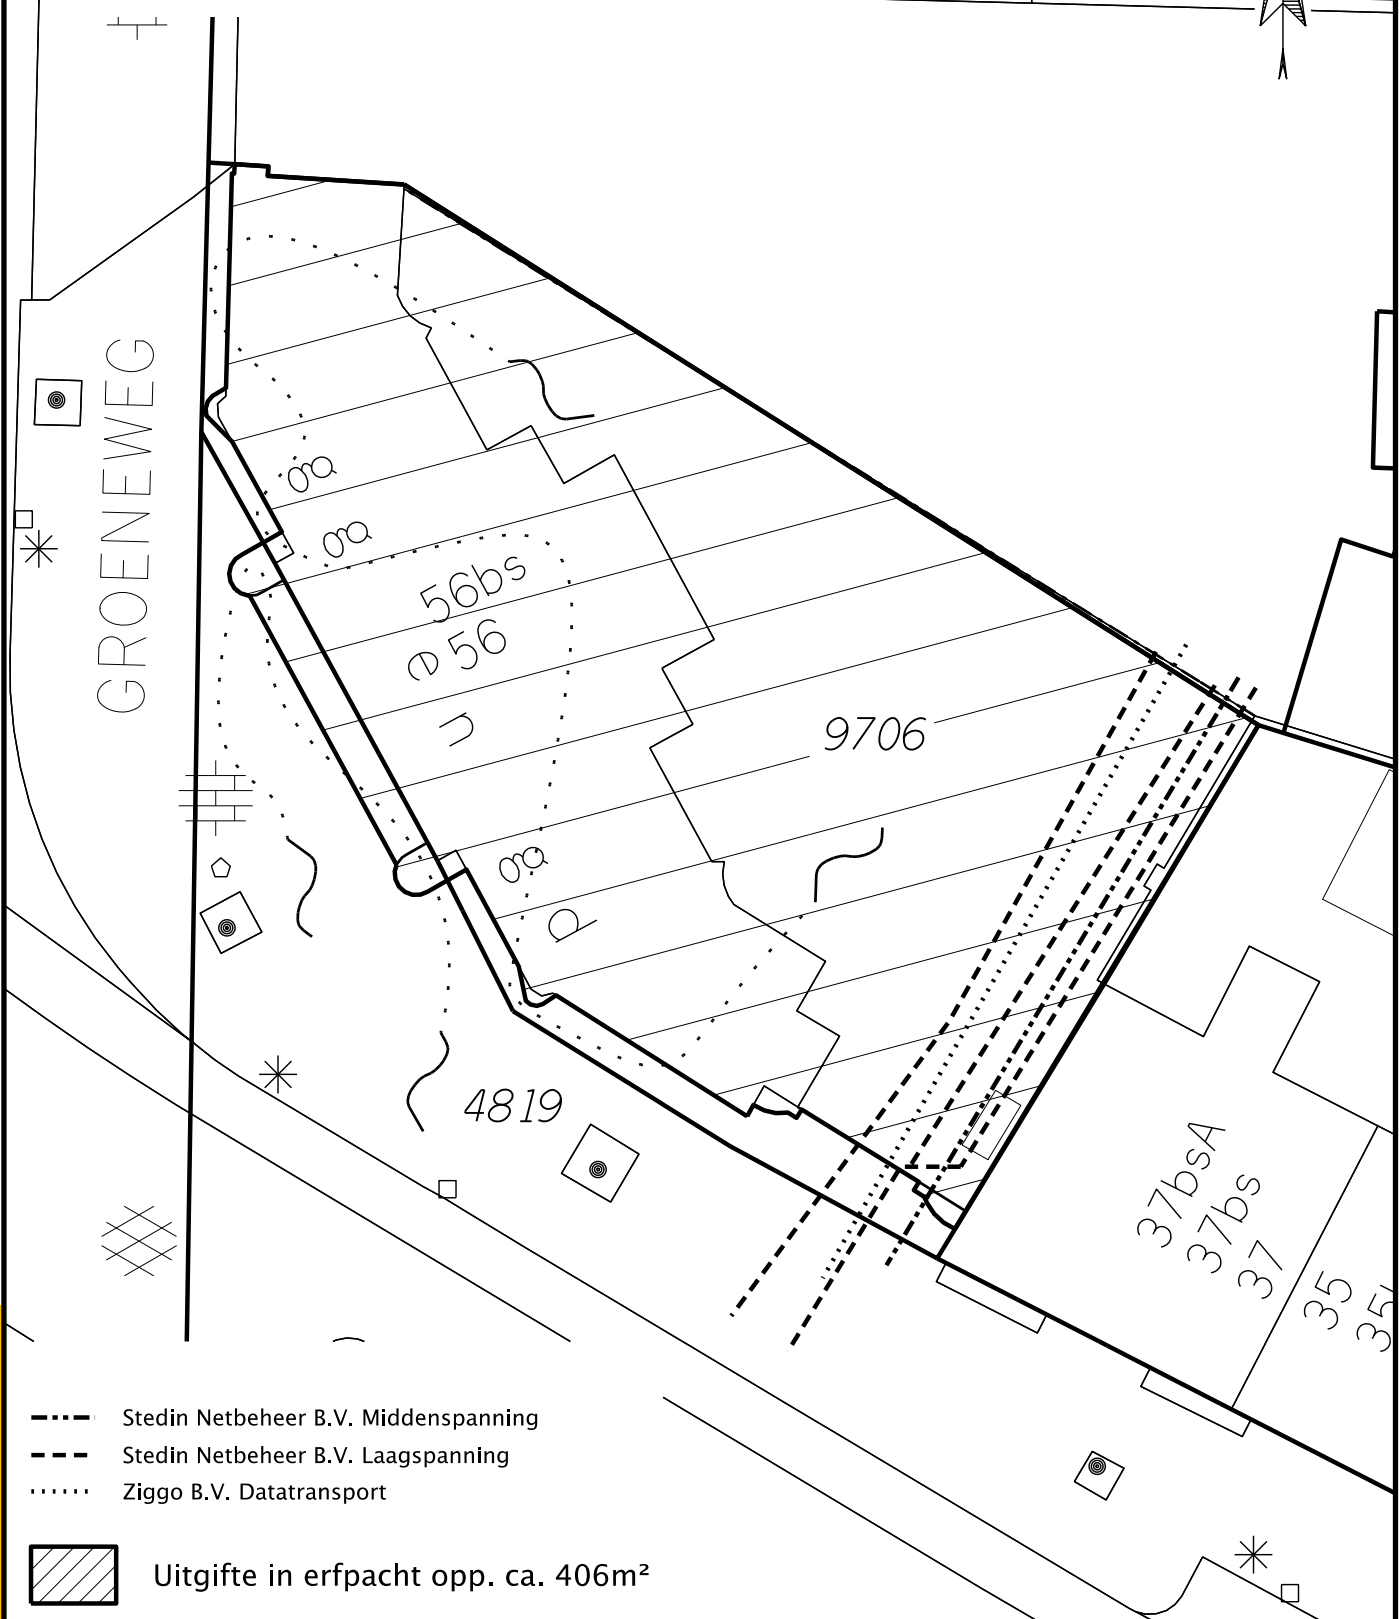 GROENEWEG
56bs
e 56
9706
4819
37bsA
37bs
37
35
Stedin Netbeheer B.V. Middenspanning
Stedin Netbeheer B.V. Laagspanning
Ziggo B.V. Datatransport
Uitgifte in erfpacht opp. ca. 406m²